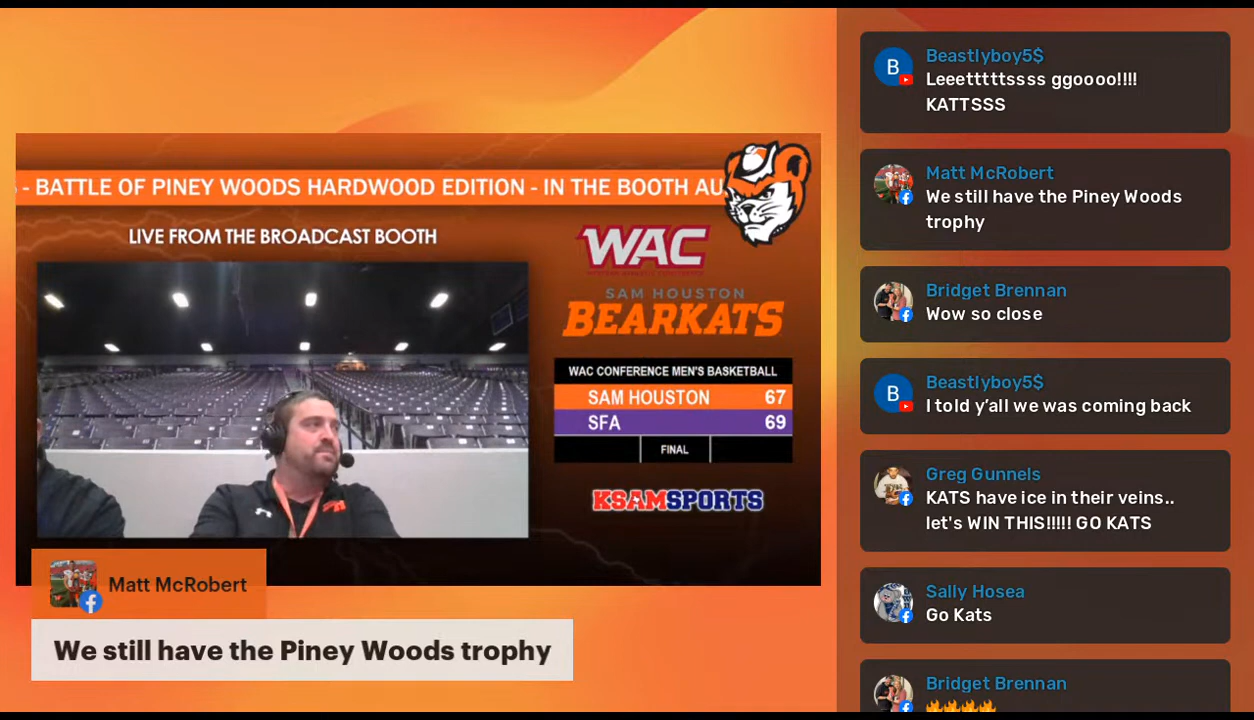 - BATTLE OF PINEY WOODS HARDWOOD EDITION - IN THE BOOTH AU
LIVE FROM THE BROADCAST BOOTH
WAC
SAM HOUSTON
BEARKATS
WAC CONFERENCE MEN'S BASKETBALL
SAM HOUSTON 67
SFA 69
FINAL
KSAMSPORTS
Matt McRobert
We still have the Piney Woods trophy
B
Beastlyboy5$
Leeetttttssss ggoooo!!!!
KATTSSS
Matt McRobert
We still have the Piney Woods
trophy
Bridget Brennan
Wow so close
B
Beastlyboy5$
I told y’all we was coming back
Greg Gunnels
KATS have ice in their veins..
let's WIN THIS!!!!! GO KATS
Sally Hosea
Go Kats
Bridget Brennan
🔥🔥🔥🔥